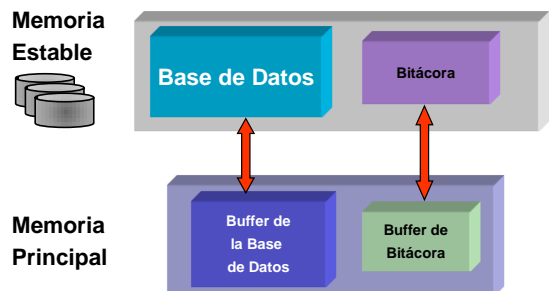 Memoria
Estable
Base de Datos
Bitácora
Memoria
Principal
Buffer de
la Base
de Datos
Buffer de
Bitácora